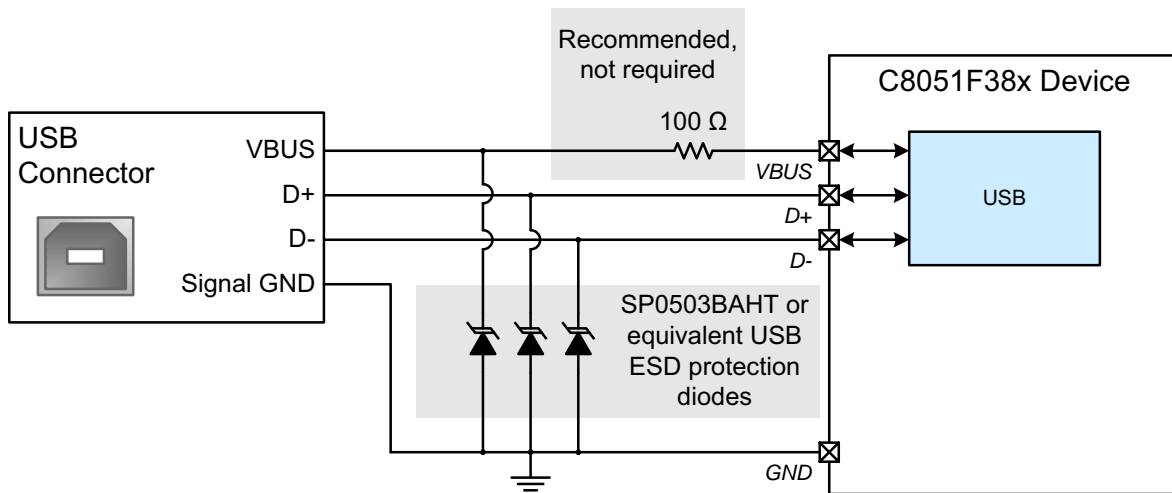 Recommended,
not required
100 Ω
C8051F38x Device
USB
Connector
VBUS
D+
D-
Signal GND
VBUS
D+
D-
USB
SP0503BAHT or
equivalent USB
ESD protection
diodes
GND